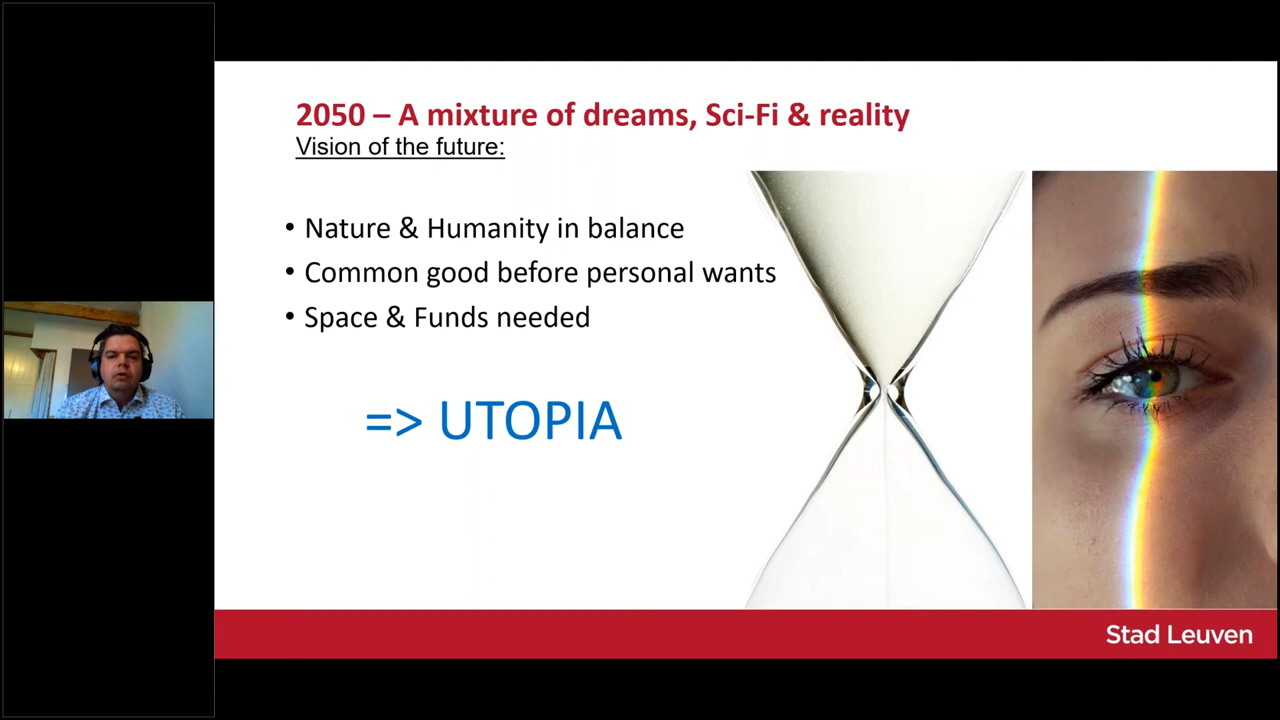 2050 – A mixture of dreams, Sci-Fi & reality
Vision of the future:
• Nature & Humanity in balance
• Common good before personal wants
• Space & Funds needed
=> UTOPIA
Stad Leuven